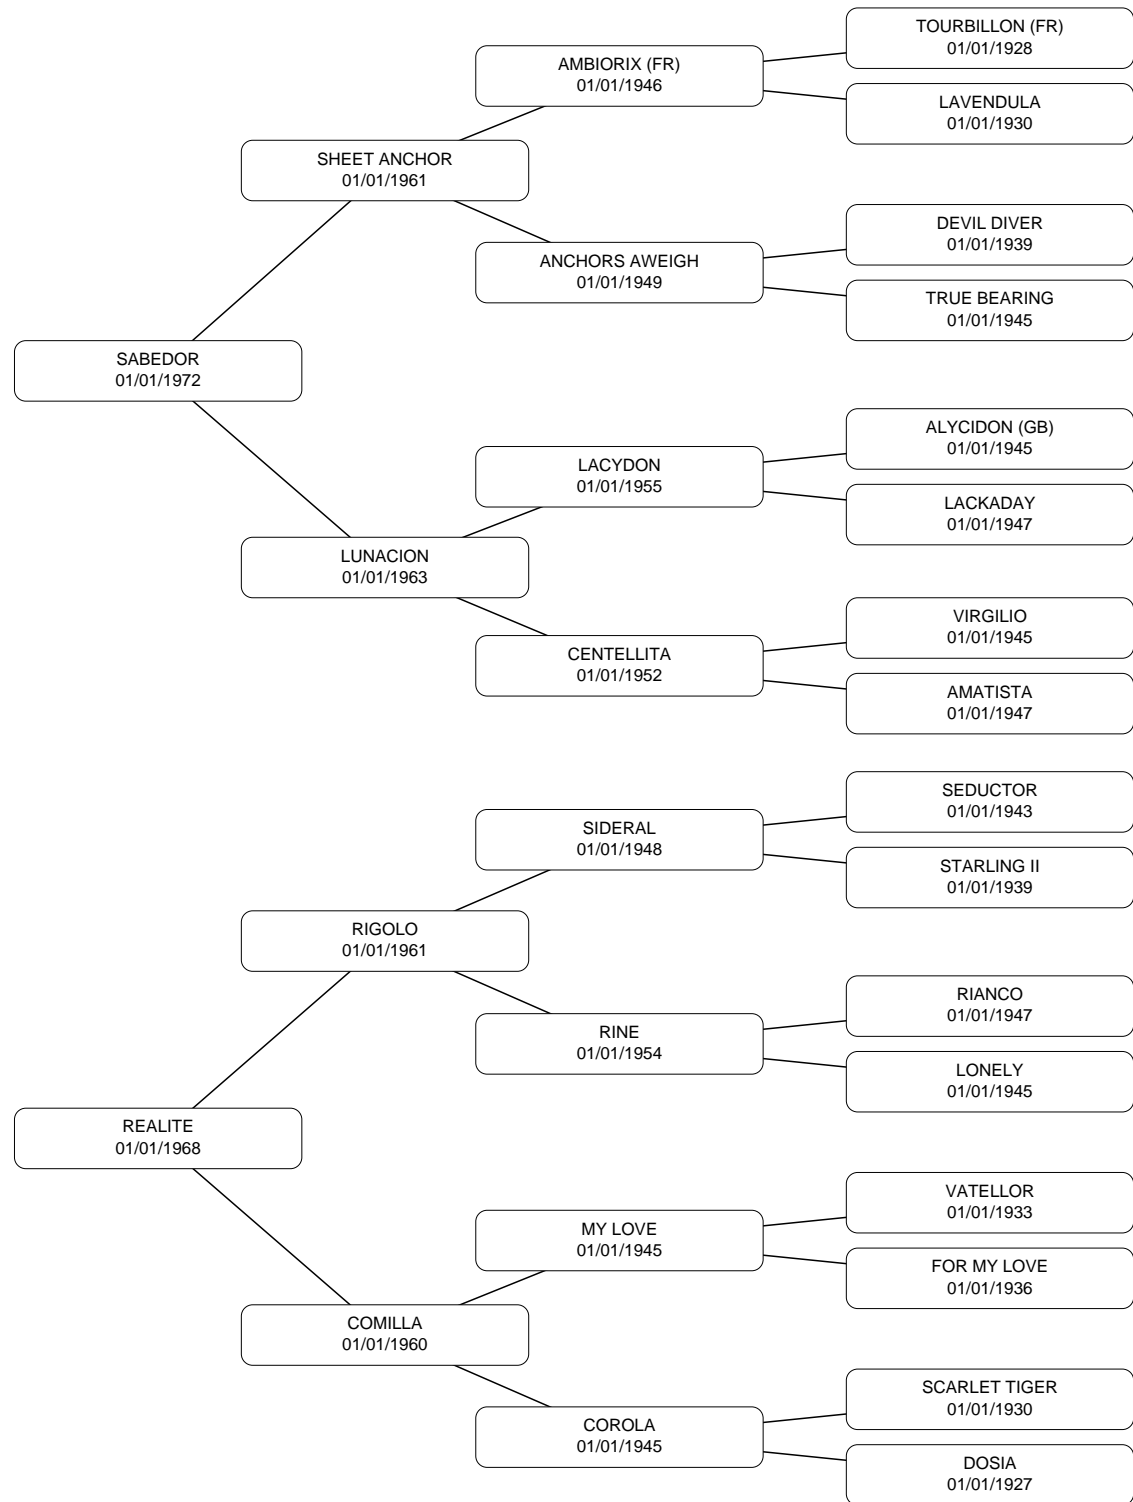 TOURBILLON (FR)
01/01/1928
AMBIORIX (FR)
01/01/1946
LAVENDULA
01/01/1930
SHEET ANCHOR
01/01/1961
DEVIL DIVER
01/01/1939
ANCHORS AWEIGH
01/01/1949
TRUE BEARING
01/01/1945
SABEDOR
01/01/1972
ALYCIDON (GB)
01/01/1945
LACYDON
01/01/1955
LACKADAY
01/01/1947
LUNACION
01/01/1963
VIRGILIO
01/01/1945
CENTELLITA
01/01/1952
AMATISTA
01/01/1947
SEDUCTOR
01/01/1943
SIDERAL
01/01/1948
STARLING II
01/01/1939
RIGOLO
01/01/1961
RIANCO
01/01/1947
RINE
01/01/1954
LONELY
01/01/1945
REALITE
01/01/1968
VATELLOR
01/01/1933
MY LOVE
01/01/1945
FOR MY LOVE
01/01/1936
COMILLA
01/01/1960
SCARLET TIGER
01/01/1930
COROLA
01/01/1945
DOSIA
01/01/1927